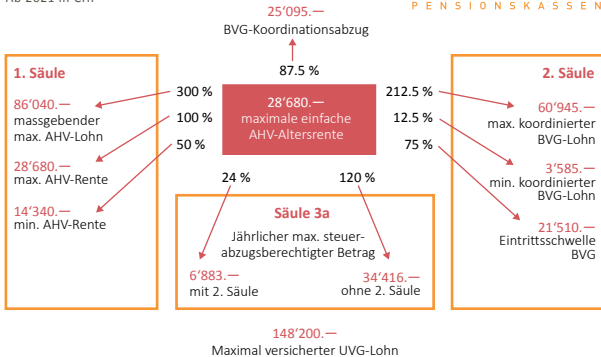 Ab 2021 in CHF
PENSIONSKASSEN
25‘095.—
BVG-Koordinationsabzug
87.5 %
1. Säule
300 %
86‘040.—
massgebender
max. AHV-Lohn
100 %
28‘680.—
max. AHV-Rente
50 %
14‘340.—
min. AHV-Rente
28‘680.—
maximale einfache
AHV-Altersrente
2. Säule
212.5 %
60‘945.—
max. koordinierter
BVG-Lohn
12.5 %
3‘585.—
min. koordinierter
BVG-Lohn
75 %
21‘510.—
Eintrittsschwelle
BVG
24 %
120 %
Säule 3a
Jährlicher max. steuer-
abzugsberechtigter Betrag
6‘883.—
mit 2. Säule
34‘416.—
ohne 2. Säule
148‘200.—
Maximal versicherter UVG-Lohn